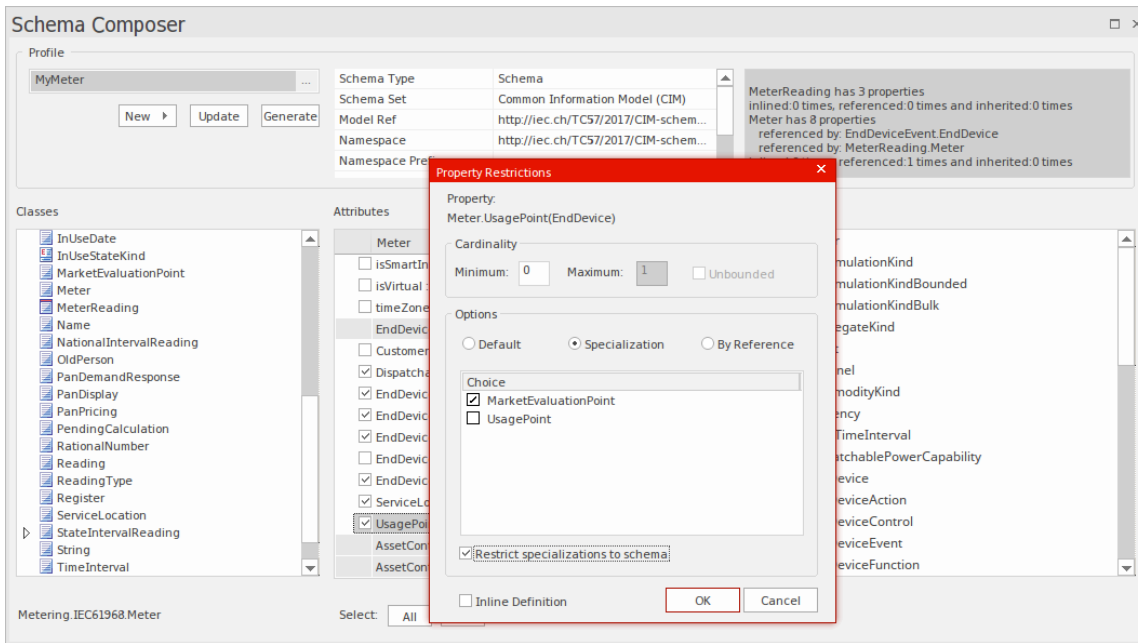 Schema Composer
Profile
MyMeter
...
New
Update
Generate
Schema Type Schema
Schema Set Common Information Model (CIM)
Model Ref http://iec.ch/TC57/2017/CIM-schem...
Namespace http://iec.ch/TC57/2017/CIM-schem...
Namespace Prefi
MeterReading has 3 properties
inlined:0 times, referenced:0 times and inherited:0 times
Meter has 8 properties
referenced by: EndDeviceEvent.EndDevice
referenced by: MeterReading.Meter
referenced:1 times and inherited:0 times
Classes
InUseDate
InUseStateKind
MarketEvaluationPoint
Meter
MeterReading
Name
NationalIntervalReading
OldPerson
PanDemandResponse
PanDisplay
PanPricing
PendingCalculation
RationalNumber
Reading
ReadingType
Register
ServiceLocation
StateIntervalReading
String
TimeInterval
Attributes
Meter
isSmartIn
isVirtual :
timeZone
EndDevic
Customer
Dispatcha
EndDevic
EndDevic
EndDevic
EndDevic
EndDevic
ServiceLo
UsagePoi
AssetCon
AssetCon
Property Restrictions
Property:
Meter.UsagePoint(EndDevice)
Cardinality
Minimum: 0 Maximum: 1 Unbounded
Options
Default Specialization By Reference
Choice
MarketEvaluationPoint
UsagePoint
Restrict specializations to schema
Inline Definition
OK
Cancel
mulationKind
mulationKindBounded
mulationKindBulk
egateKind
nel
modityKind
ency
TimeInterval
atchablePowerCapability
evice
eviceAction
eviceControl
eviceEvent
eviceFunction
Metering.IEC61968.Meter
Select: All